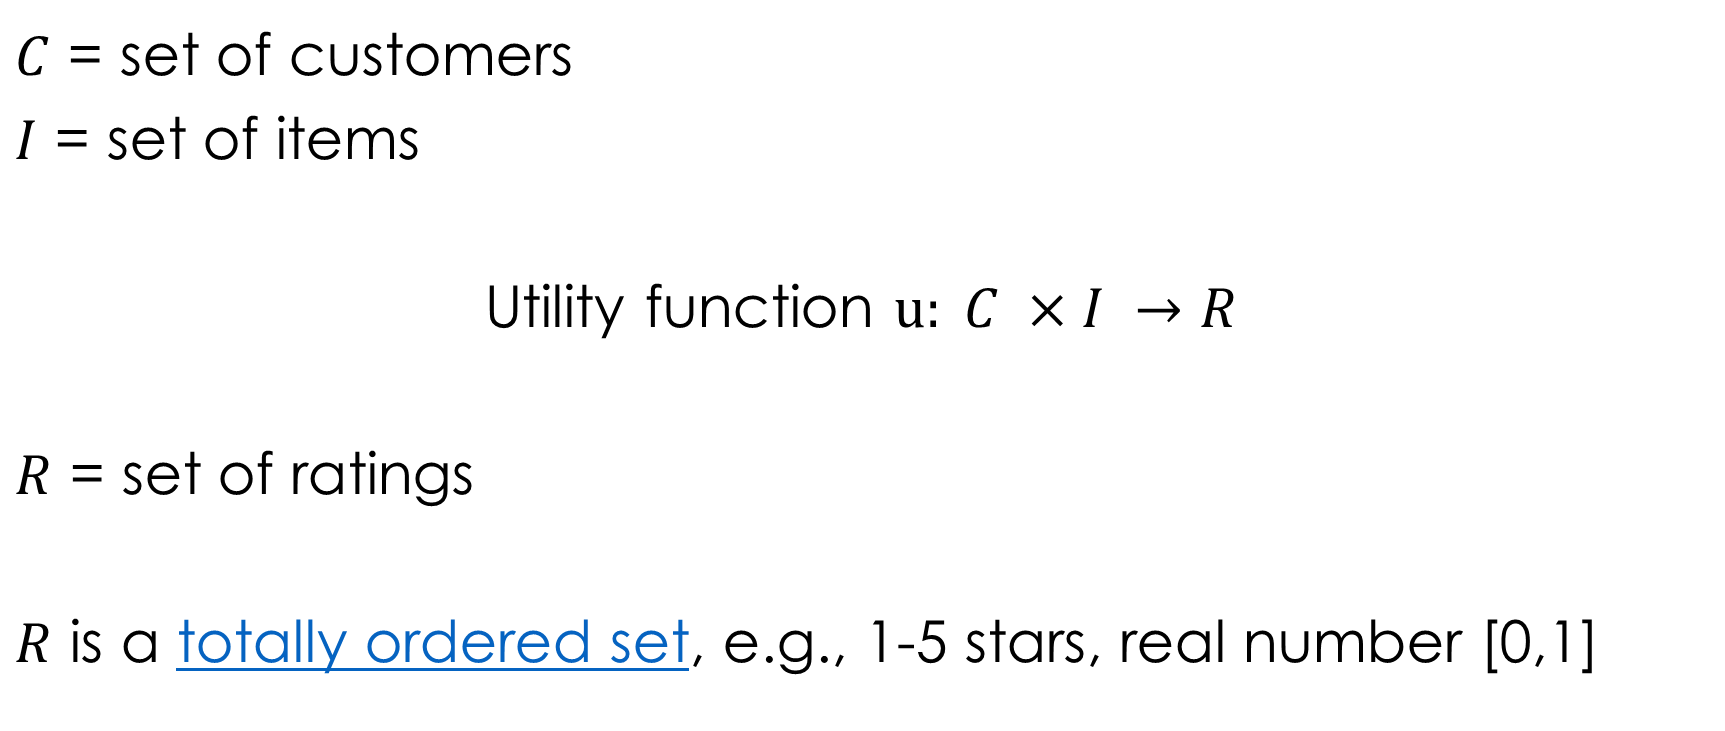 C = set of customers
I = set of items
Utility function u: C × I → R
R = set of ratings
R is a totally ordered set, e.g., 1-5 stars, real number [0,1]